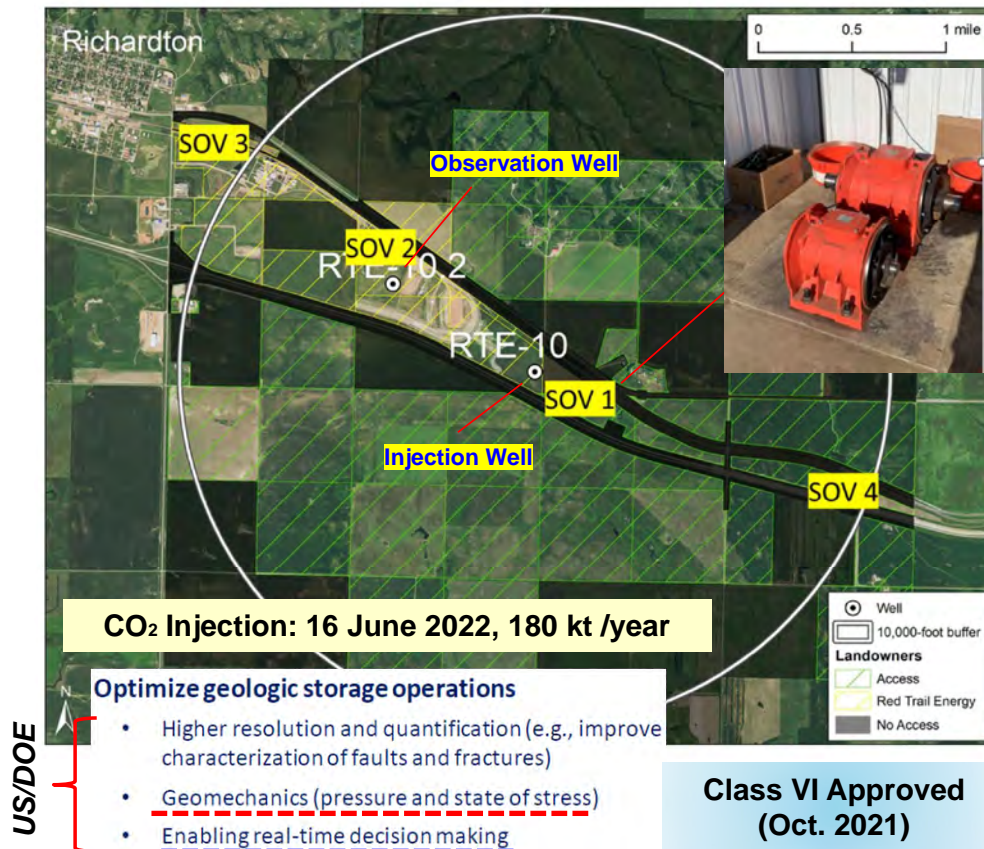 Richardton
0 0.5 1 mile
SOV 3
Observation Well
SOV 2
RTE-10.2
RTE-10
SOV 1
Injection Well
SOV 4
CO₂ Injection: 16 June 2022, 180 kt /year
Well
10,000-foot buffer
Landowners
Access
Red Trail Energy
No Access
N
US/DOE
Optimize geologic storage operations
• Higher resolution and quantification (e.g., improve
characterization of faults and fractures)
• Geomechanics (pressure and state of stress)
• Enabling real-time decision making
Class VI Approved
(Oct. 2021)